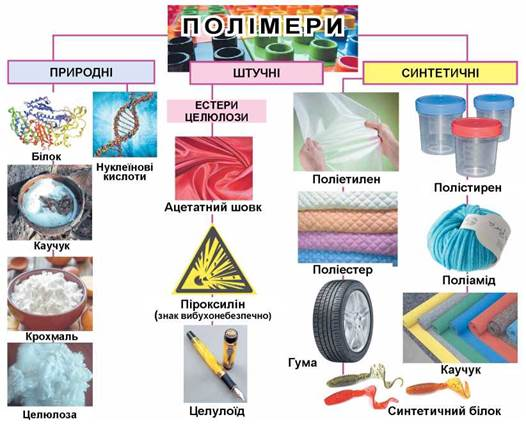 ПОЛІМЕРИ
ПРИРОДНІ
ШТУЧНІ
СИНТЕТИЧНІ
Білок
Нуклеїнові
кислоти
Каучук
Крохмаль
Целюлоза
ЕСТЕРИ
ЦЕЛЮЛОЗИ
Ацетатний шовк
Піроксилін
(знак вибухонебезпечно)
Целулоїд
Поліетилен
Поліестер
Гума
Полістирен
Поліамід
Каучук
Синтетичний білок